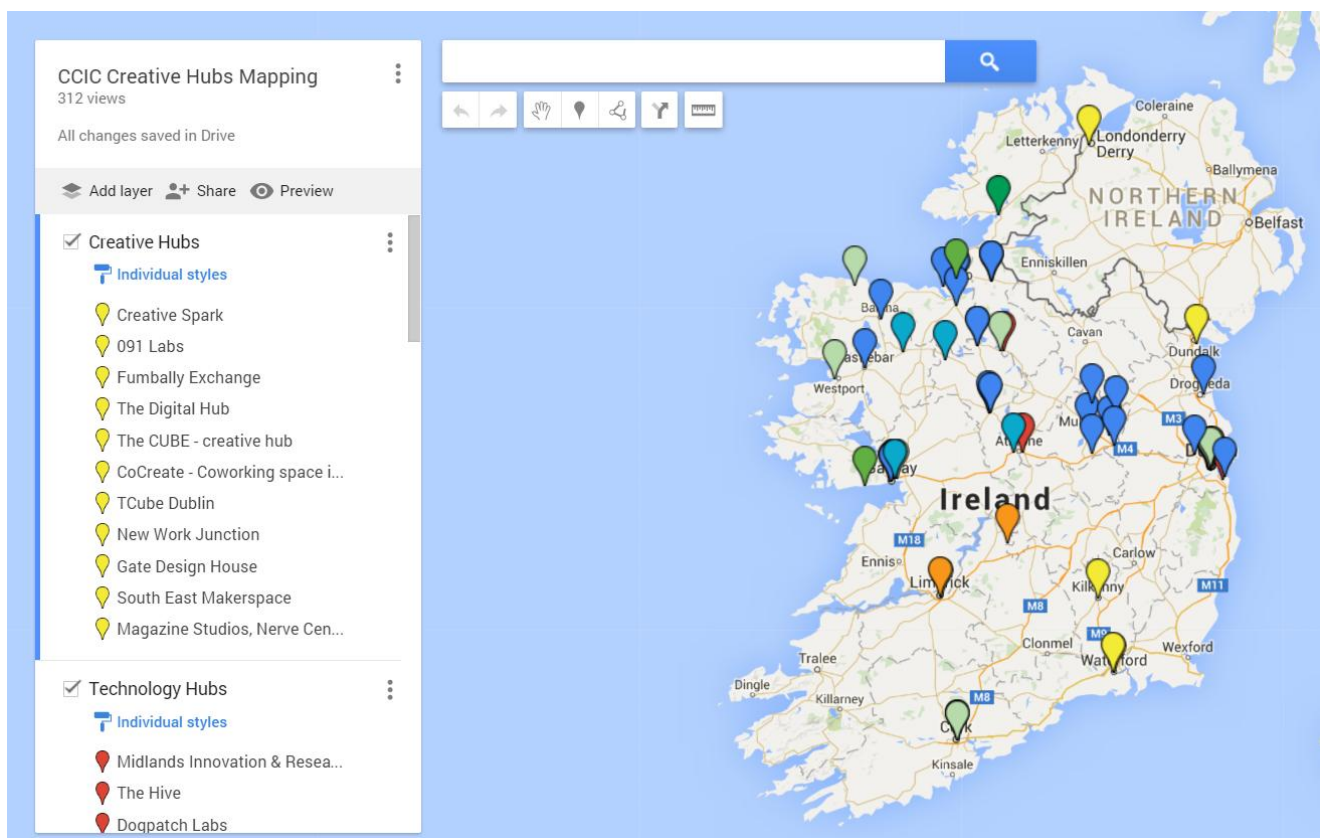 CCIC Creative Hubs Mapping
312 views
All changes saved in Drive
Add layer Share Preview
Creative Hubs
Individual styles
Creative Spark
091 Labs
Fumbally Exchange
The Digital Hub
The CUBE - creative hub
CoCreate - Coworking space i...
TCube Dublin
New Work Junction
Gate Design House
South East Makerspace
Magazine Studios, Nerve Cen...
Technology Hubs
Individual styles
Midlands Innovation & Resea...
The Hive
Dogpatch Labs
Coleraine
Letterkenny
Londonderry
Derry
Ballymena
NORTHERN
IRELAND
Belfast
Enniskillen
Cavan
Dundalk
Westport
M3
M4
Ireland
M18
Ennis
Carlow
Kilkenny
M11
M8
Clonmel
M9
Wexford
Tralee
Dingle
Killarney
M8
Kinsale